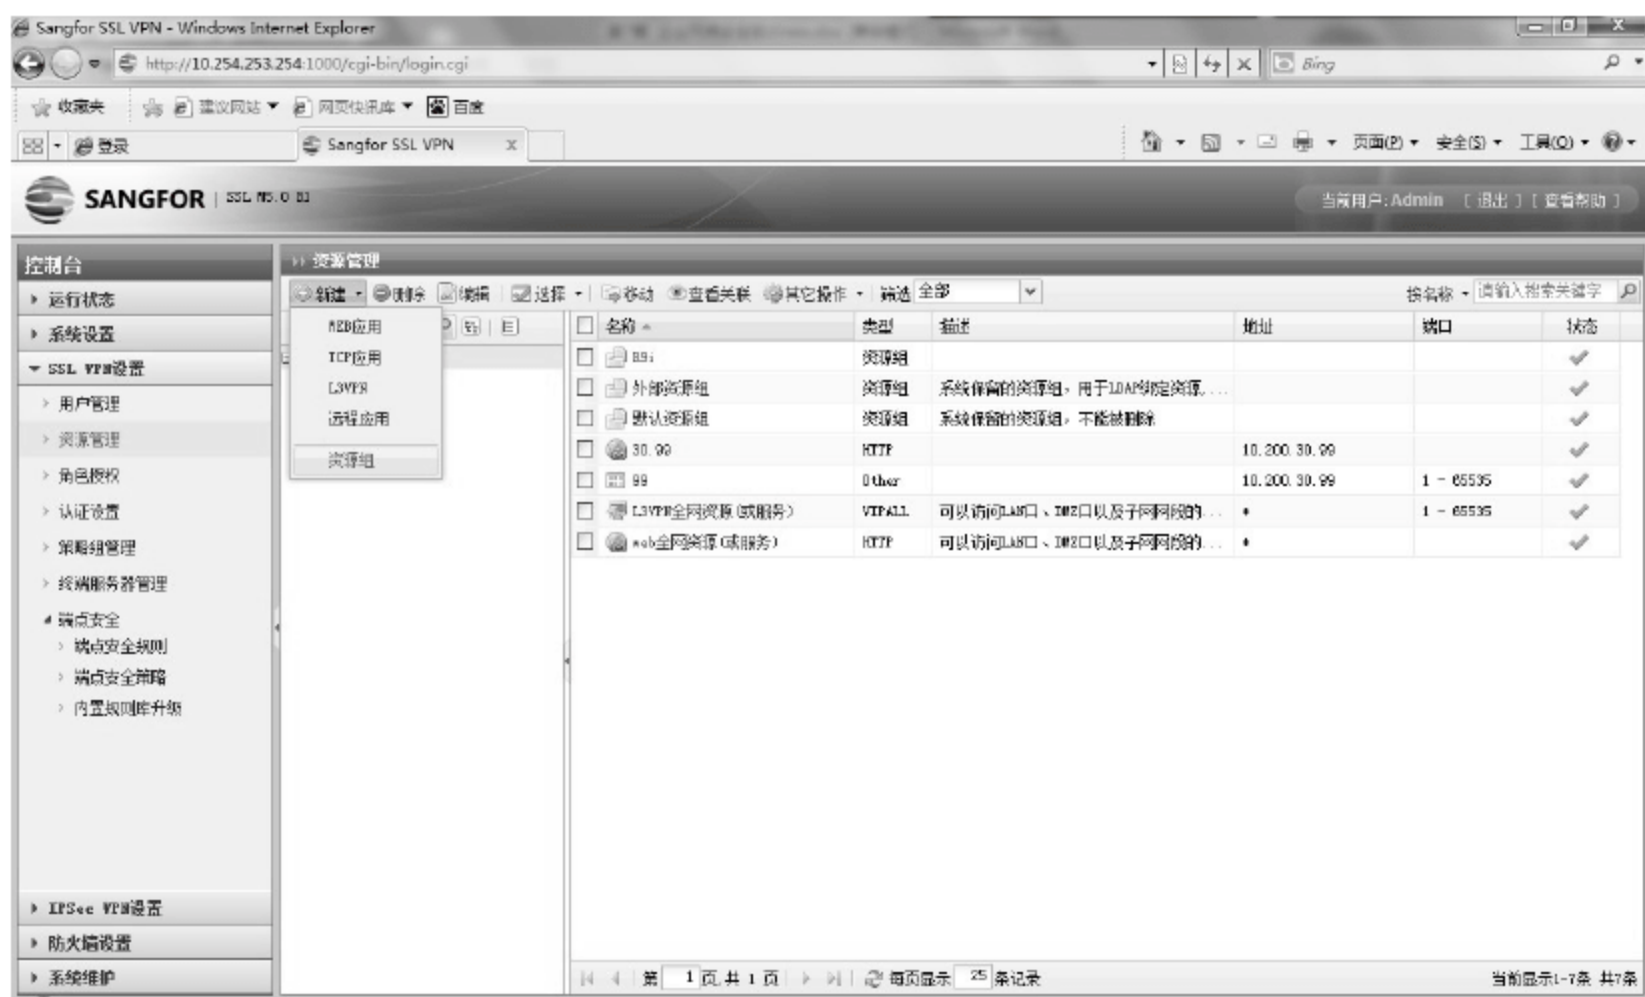 Sangfor SSL VPN - Windows Internet Explorer
http://10.254.253.254:1000/cgi-bin/login.cgi
Bing
收藏夹 建议网站 网页快讯库 百度
登录 Sangfor SSL VPN x 页面(P) 安全(S) 工具(O)
SANGFOR | SSL M5.0 B1 当前用户:Admin [ 退出 ] [ 查看帮助 ]
控制台
资源管理
运行状态
新建 删除 编辑 选择 移动 查看关联 其它操作 筛选 全部 按名称 请输入搜索关键字
系统设置
SSL VPN设置
用户管理
资源管理
角色授权
认证设置
策略组管理
终端服务器管理
端点安全
端点安全规则
端点安全策略
内置规则库升级
IPSec VPN设置
防火墙设置
系统维护
WEB应用
TCP应用
L3VPN
远程应用
资源组
名称 类型 描述 地址 端口 状态
资源组
外部资源组 资源组 系统保留的资源组，用于LDAP绑定资源. ...
默认资源组 资源组 系统保留的资源组，不能被删除
30.99 HTTP 10.200.30.99
99 Other 10.200.30.99 1 - 65535
L3VPN全网资源(或服务) VIPALL 可以访问LAN口、DMZ口以及子网网段的... * 1 - 65535
web全网资源(或服务) HTTP 可以访问LAN口、DMZ口以及子网网段的... *
第 1 页,共 1 页 每页显示 25 条记录 当前显示1-7条 共7条